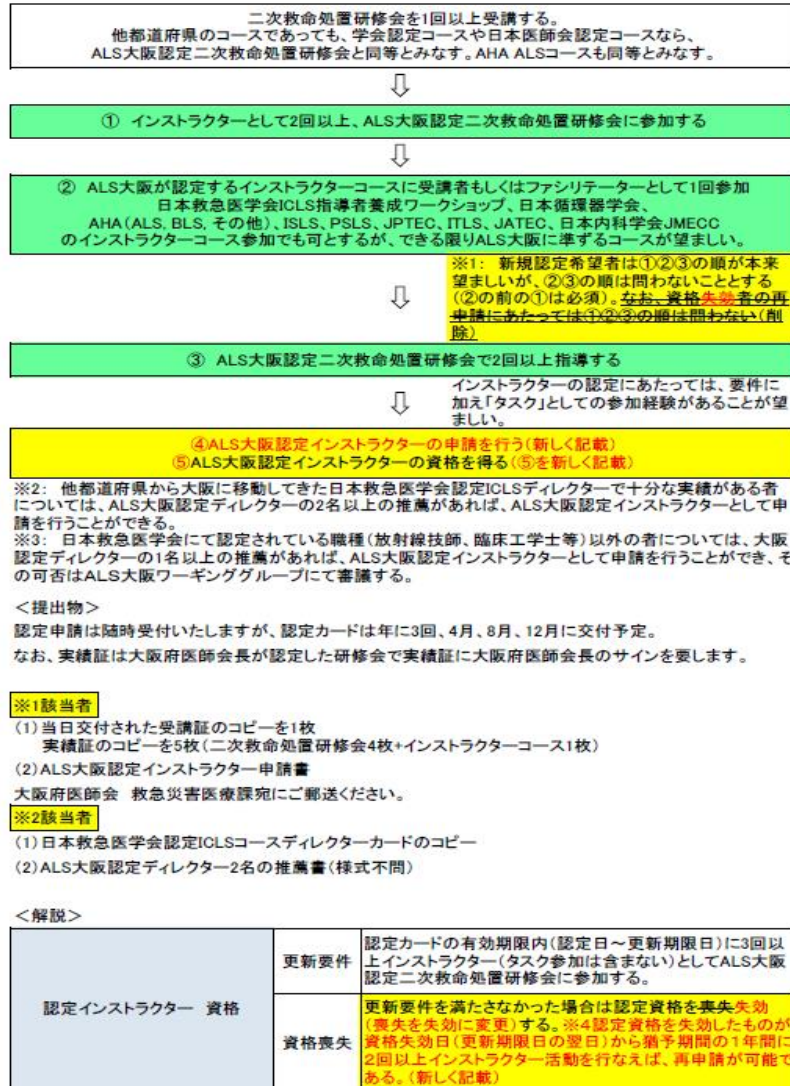 二次救命処置研修会を1回以上受講する。
他都道府県のコースであっても、学会認定コースや日本医師会認定コースなら、
ALS大阪認定二次救命処置研修会と同等とみなす。AHA ALSコースも同等とみなす。
⇩
① インストラクターとして2回以上、ALS大阪認定二次救命処置研修会に参加する
⇩
② ALS大阪が認定するインストラクターコースに受講者もしくはファシリテーターとして1回参加
日本救急医学会ICLS指導者養成ワークショップ、日本循環器学会、
AHA(ALS, BLS, その他)、ISLS、PSLS、JPTEC、ITLS、JATEC、日本内科学会JMECC
のインストラクターコース参加でも可とするが、できる限りALS大阪に準ずるコースが望ましい。
⇩
※1: 新規認定希望者は①②③の順が本来
望ましいが、②③の順は問わないこととする
(②の前の①は必須)。なお、資格失効者の再
申請にあたっては①②③の順は問わない(削
除)
③ ALS大阪認定二次救命処置研修会で2回以上指導する
⇩
インストラクターの認定にあたっては、要件に
加え「タスク」としての参加経験があることが望
ましい。
④ALS大阪認定インストラクターの申請を行う(新しく記載)
⑤ALS大阪認定インストラクターの資格を得る(⑤を新しく記載)
※2: 他都道府県から大阪に移動してきた日本救急医学会認定ICLSディレクターで十分な実績がある者
については、ALS大阪認定ディレクターの2名以上の推薦があれば、ALS大阪認定インストラクターとして申
請を行うことができる。
※3: 日本救急医学会にて認定されている職種(放射線技師、臨床工学士等)以外の者については、大阪
認定ディレクターの1名以上の推薦があれば、ALS大阪認定インストラクターとして申請を行うことができ、そ
の可否はALS大阪ワーキンググループにて審議する。
<提出物>
認定申請は随時受付いたしますが、認定カードは年に3回、4月、8月、12月に交付予定。
なお、実績証は大阪府医師会長が認定した研修会で実績証に大阪府医師会長のサインを要します。
※1該当者
(1)当日交付された受講証のコピーを1枚
実績証のコピーを5枚(二次救命処置研修会4枚+インストラクターコース1枚)
(2)ALS大阪認定インストラクター申請書
大阪府医師会 救急災害医療課宛にご郵送ください。
※2該当者
(1)日本救急医学会認定ICLSコースディレクターカードのコピー
(2)ALS大阪認定ディレクター2名の推薦書(様式不問)
<解説>
認定インストラクター 資格
更新要件
認定カードの有効期限内(認定日～更新期限日)に3回以
上インストラクター(タスク参加は含まない)としてALS大阪
認定二次救命処置研修会に参加する。
資格喪失
更新要件を満たさなかった場合は認定資格を喪失失効
(喪失を失効に変更)する。※4認定資格を失効したものが
資格失効日(更新期限日の翌日)から猶予期間の1年間に
2回以上インストラクター活動を行なえば、再申請が可能で
ある。(新しく記載)